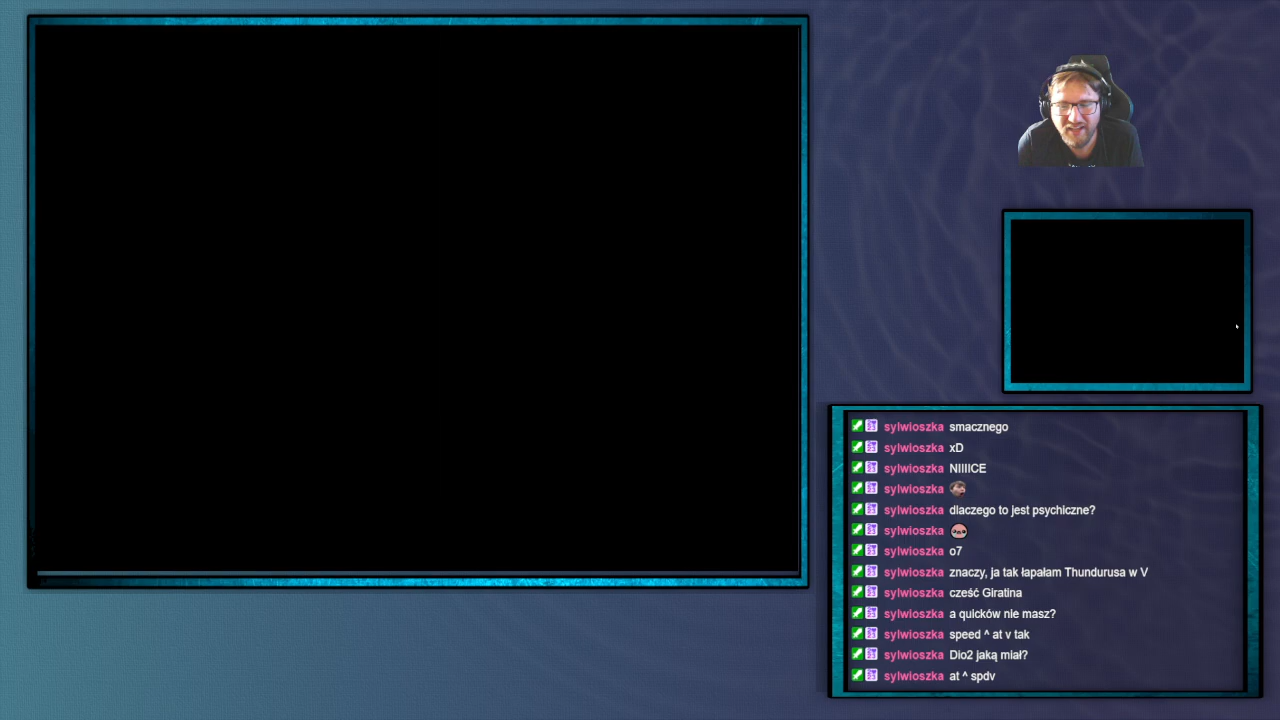 sylwioszka smacznego
sylwioszka xD
sylwioszka NIIIICE
sylwioszka
sylwioszka dlaczego to jest psychiczne?
sylwioszka
sylwioszka o7
sylwioszka znaczy, ja tak łapałam Thundurusa w V
sylwioszka cześć Giratina
sylwioszka a quicków nie masz?
sylwioszka speed ^ at v tak
sylwioszka Dio2 jaką miał?
sylwioszka at ^ spdv